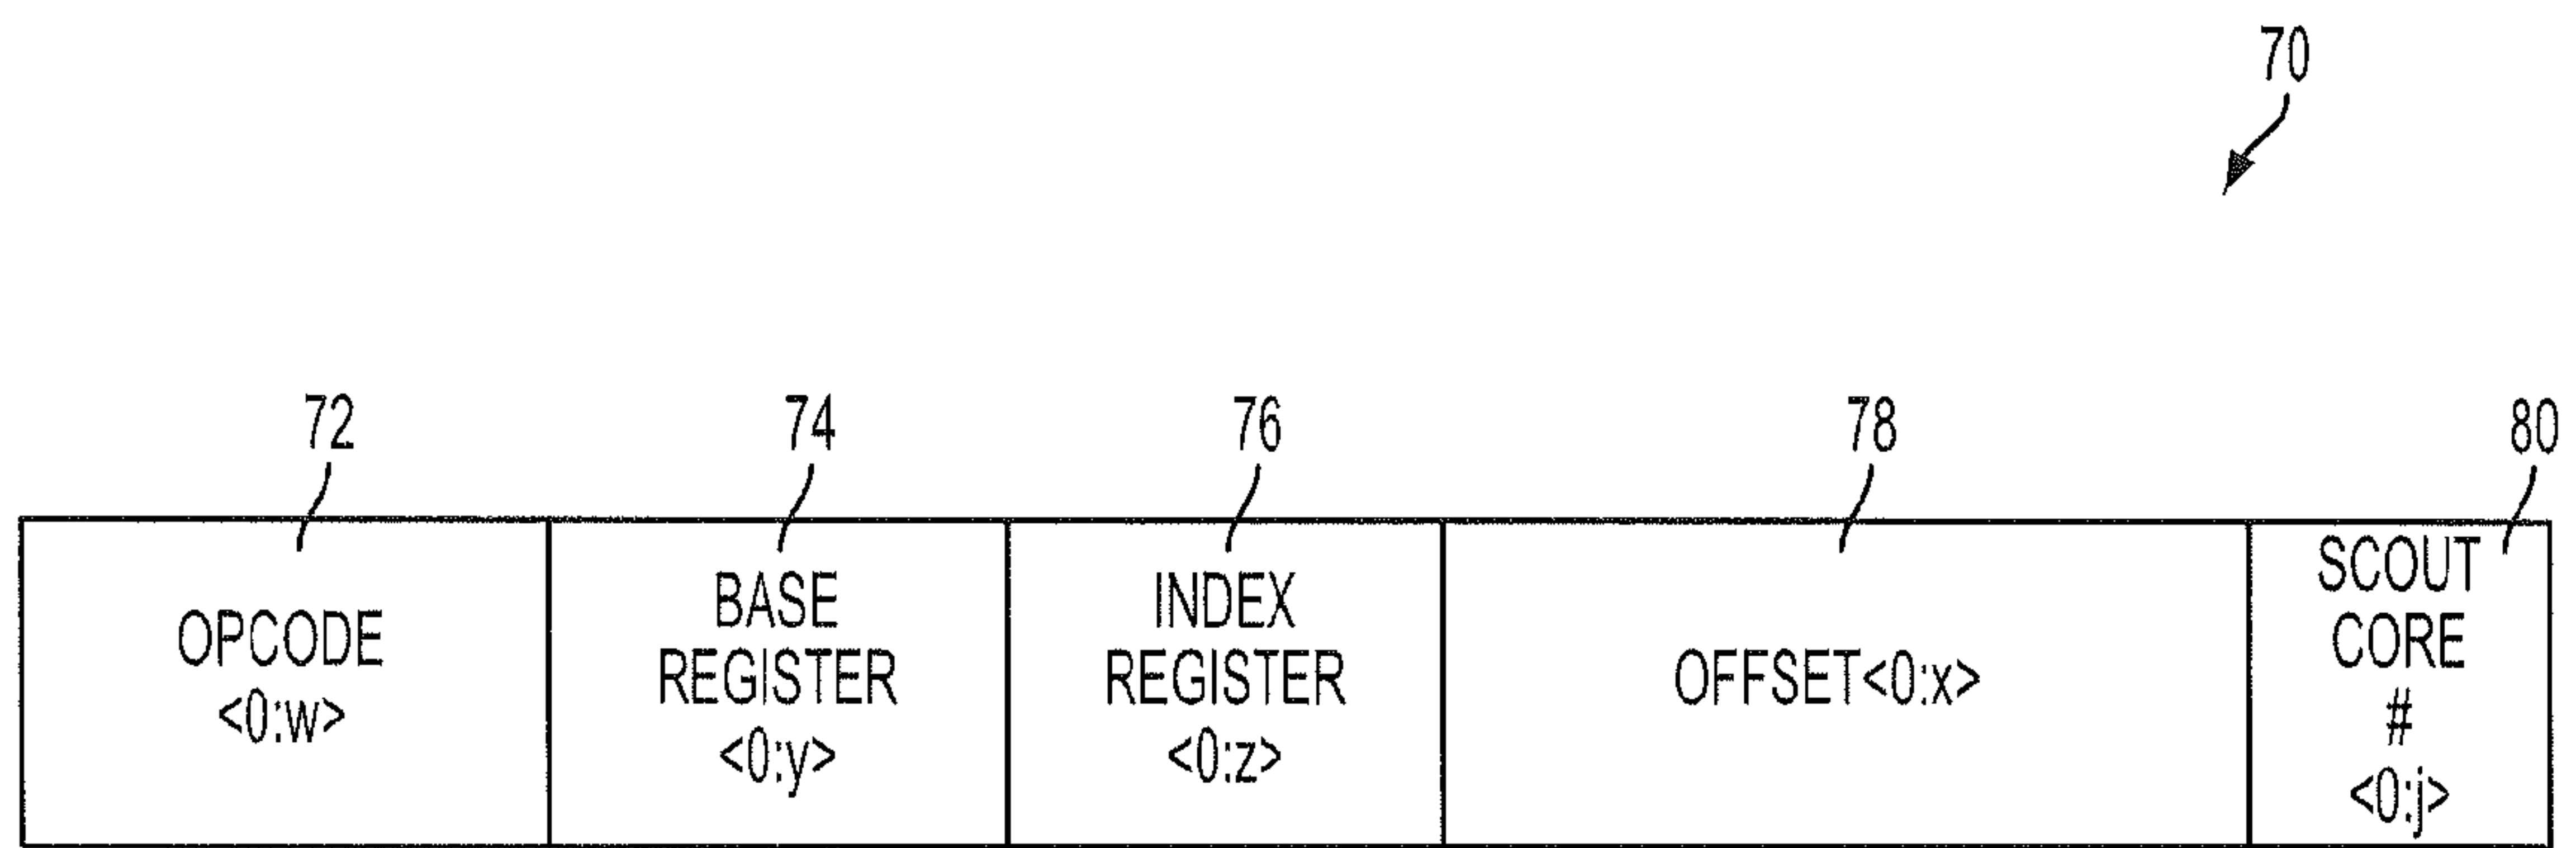 70
72
74
76
78
80
OPCODE
<0:w>
BASE
REGISTER
<0:y>
INDEX
REGISTER
<0:z>
OFFSET<0:x>
SCOUT
CORE
#
<0:j>